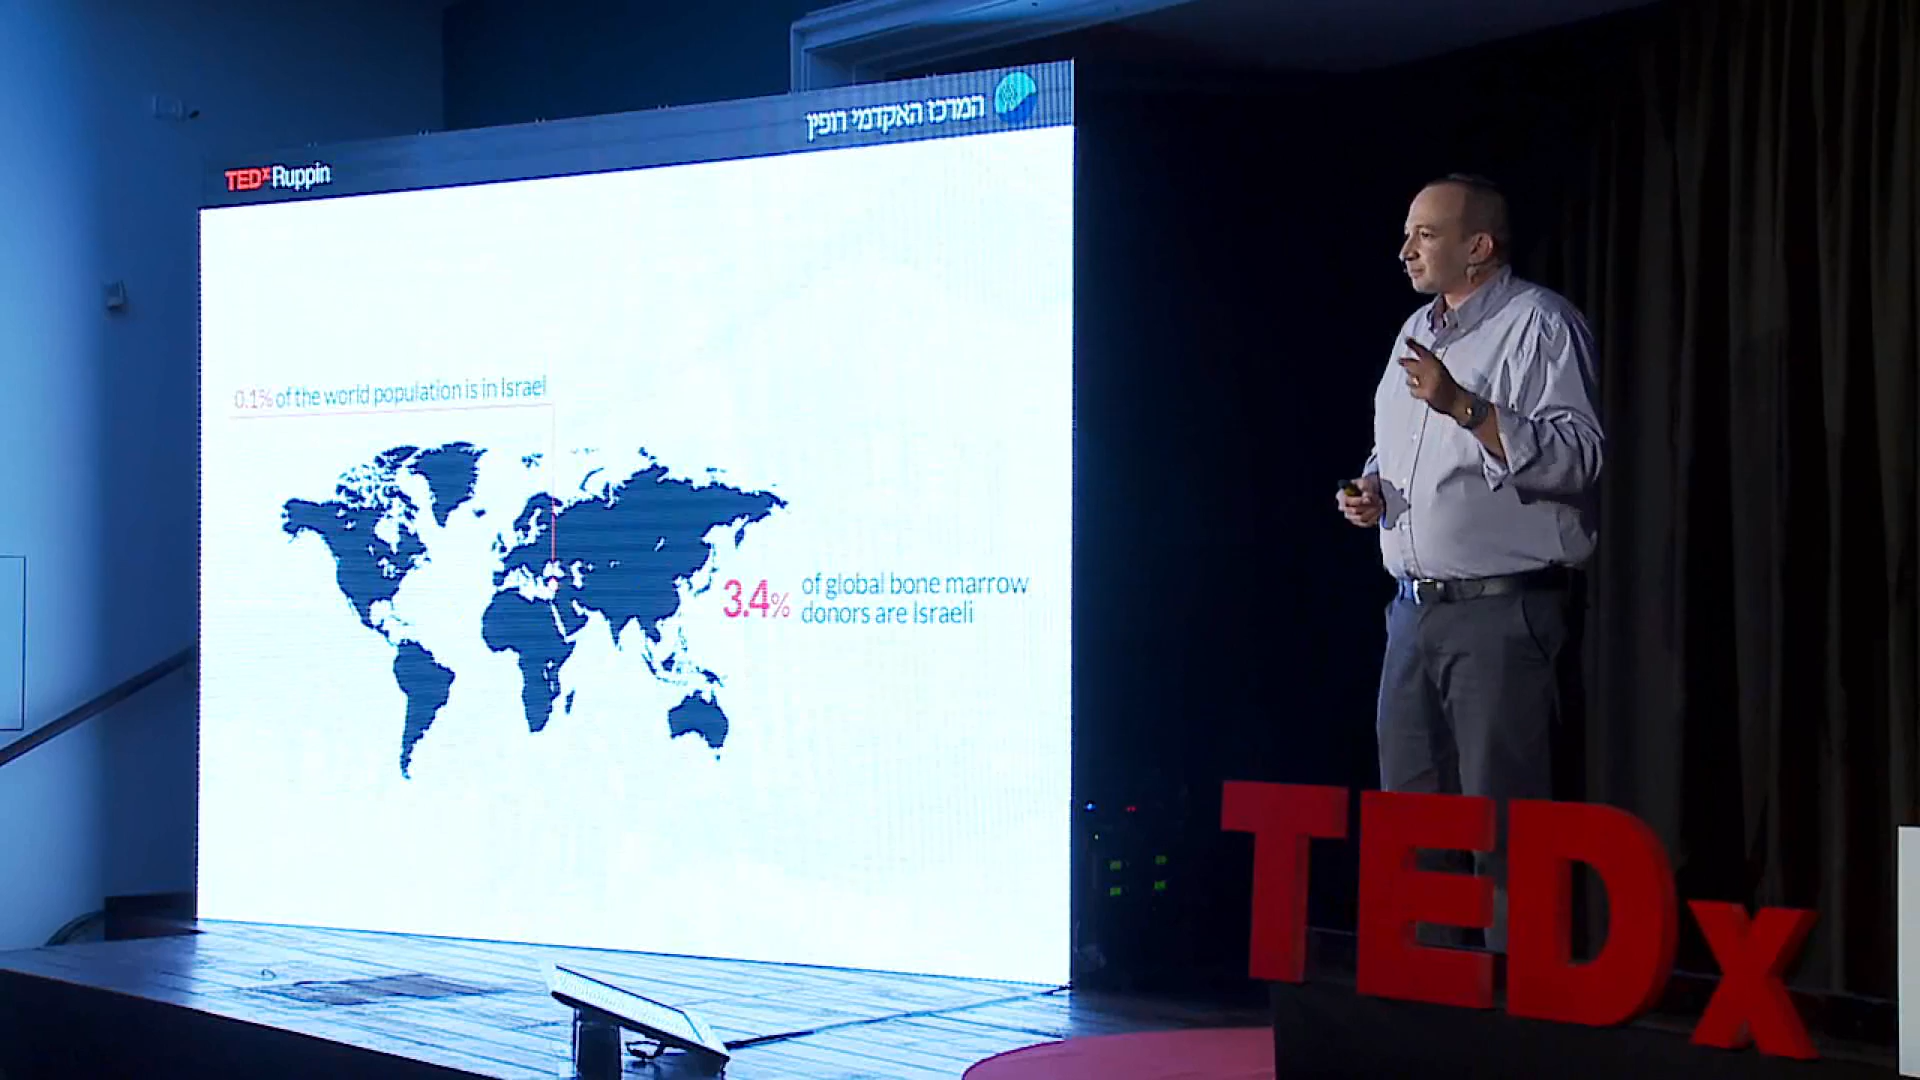 המרכז האקדמי רופין
TEDx Ruppin
0.1% of the world population is in Israel
3.4% of global bone marrow
donors are Israeli
TEDx